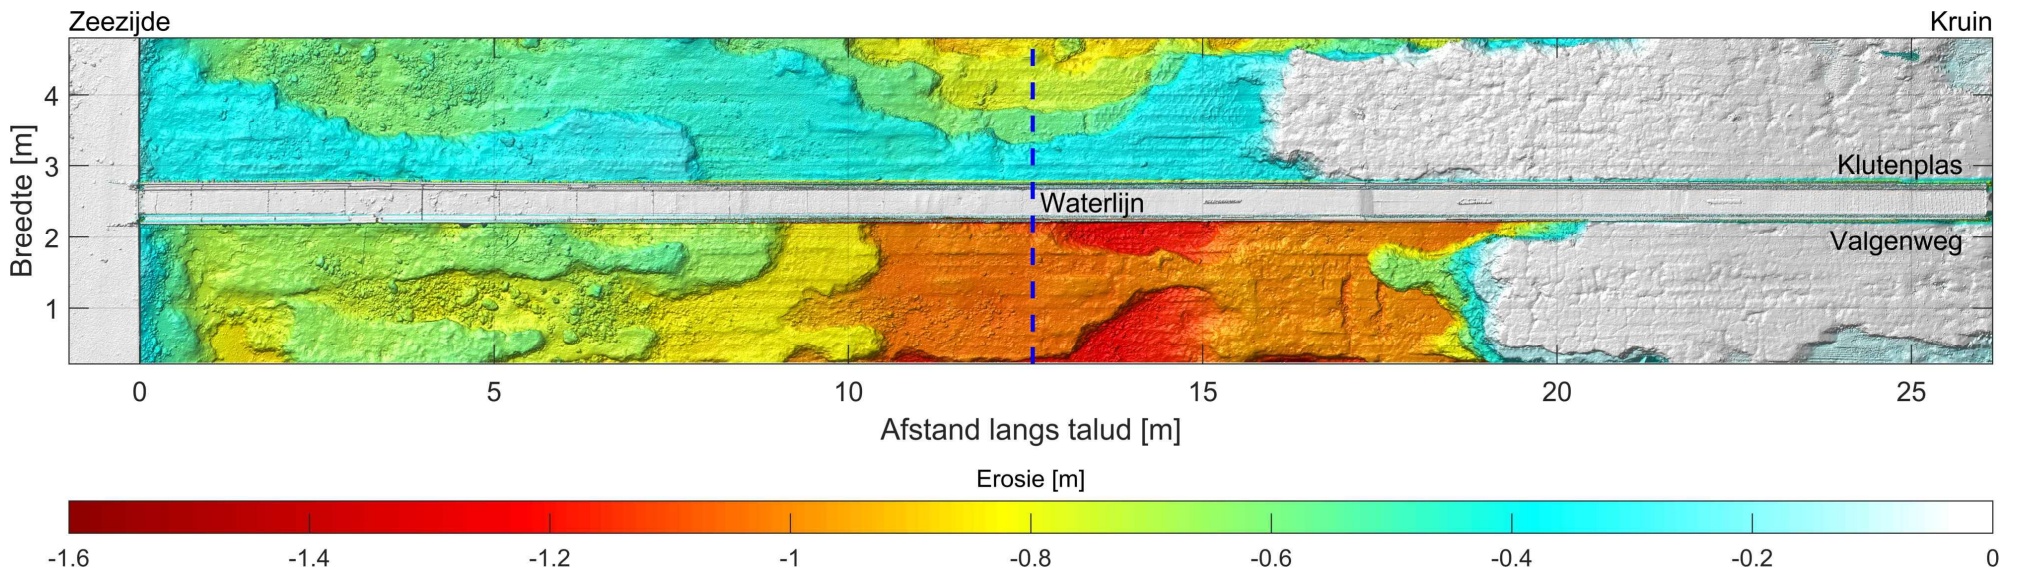 Zeezijde
Kruin
4
3
2
1
Breedte [m]
Klutenplas
Waterlijn
Valgenweg
0
5
10
15
20
25
Afstand langs talud [m]
Erosie [m]
-1.6
-1.4
-1.2
-1
-0.8
-0.6
-0.4
-0.2
0